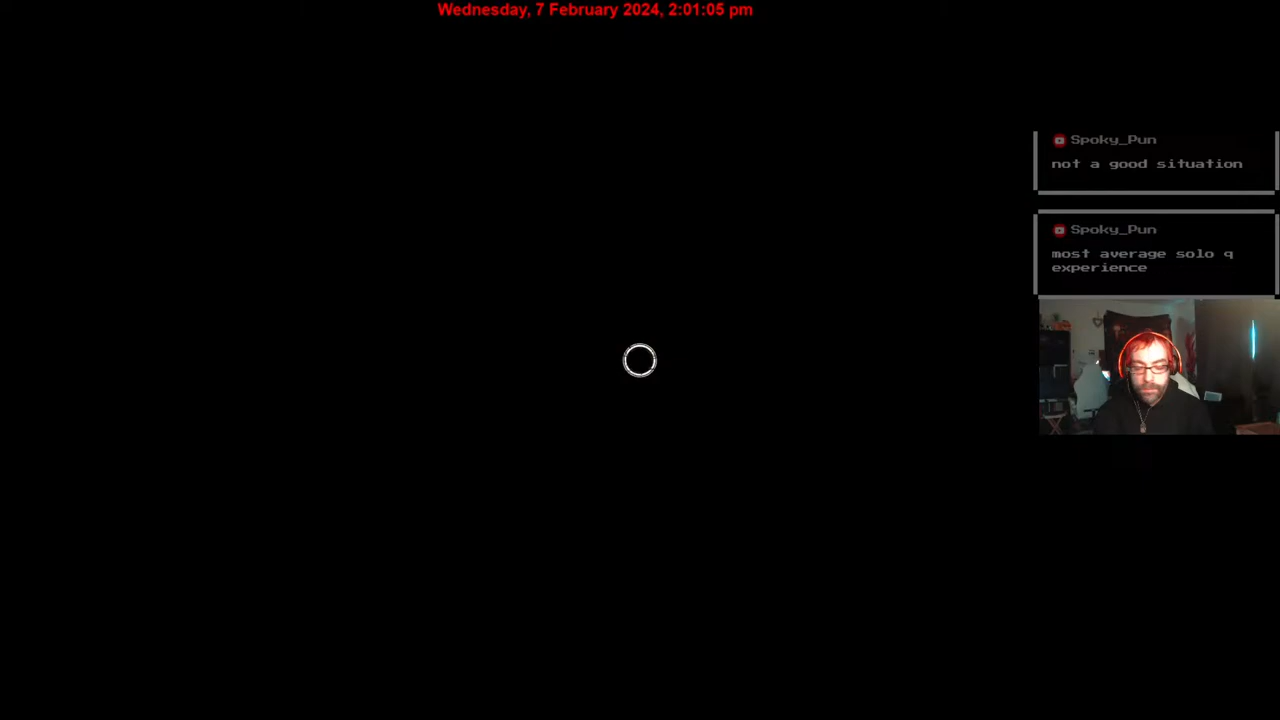 Wednesday, 7 February 2024, 2:01:05 pm
Spoky_Pun
not a good situation
Spoky_Pun
most average solo q
experience